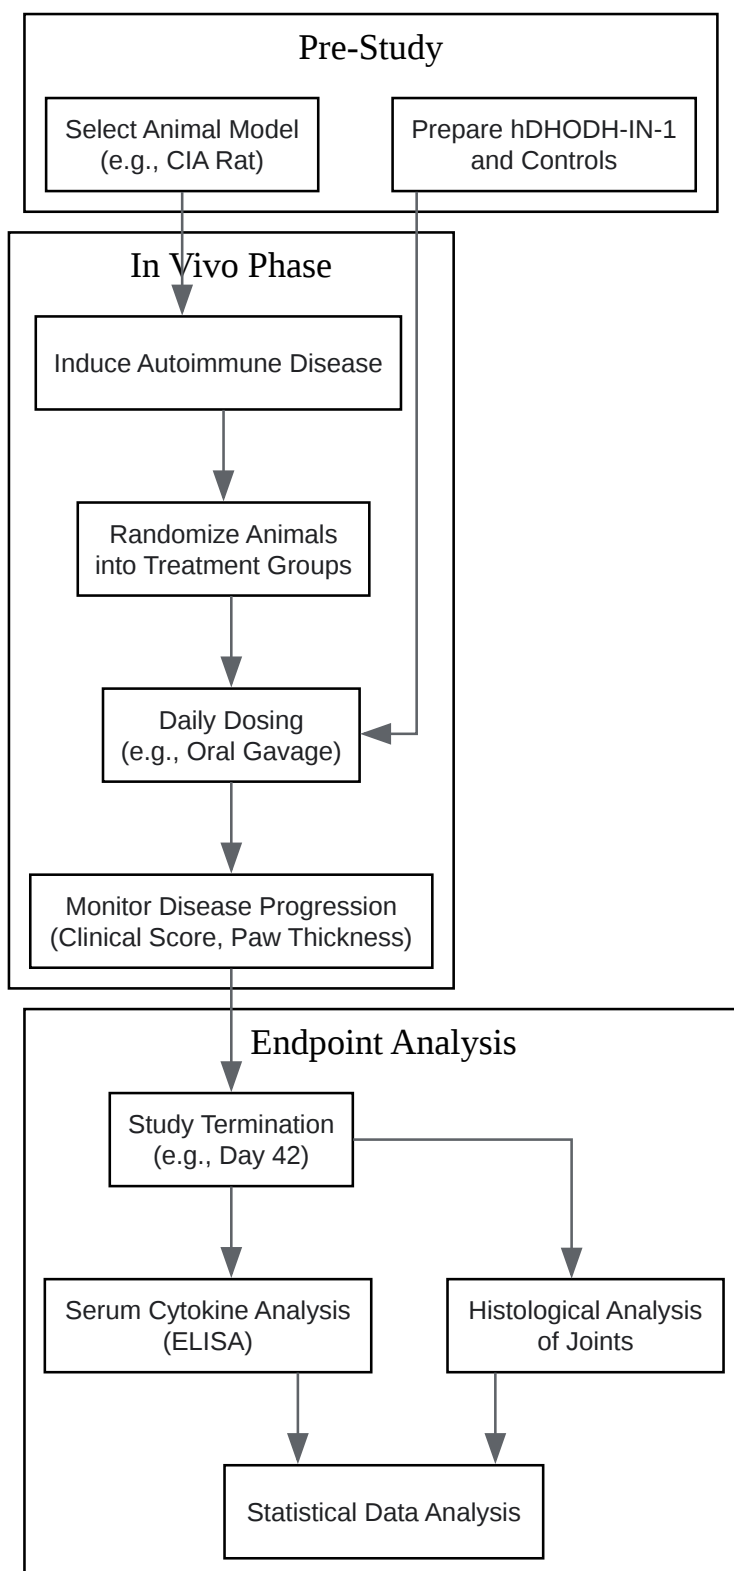 Pre-Study
Select Animal Model
(e.g., CIA Rat)
Prepare hDHODH-IN-1
and Controls
In Vivo Phase
Induce Autoimmune Disease
Randomize Animals
into Treatment Groups
Daily Dosing
(e.g., Oral Gavage)
Monitor Disease Progression
(Clinical Score, Paw Thickness)
Endpoint Analysis
Study Termination
(e.g., Day 42)
Serum Cytokine Analysis
(ELISA)
Histological Analysis
of Joints
Statistical Data Analysis